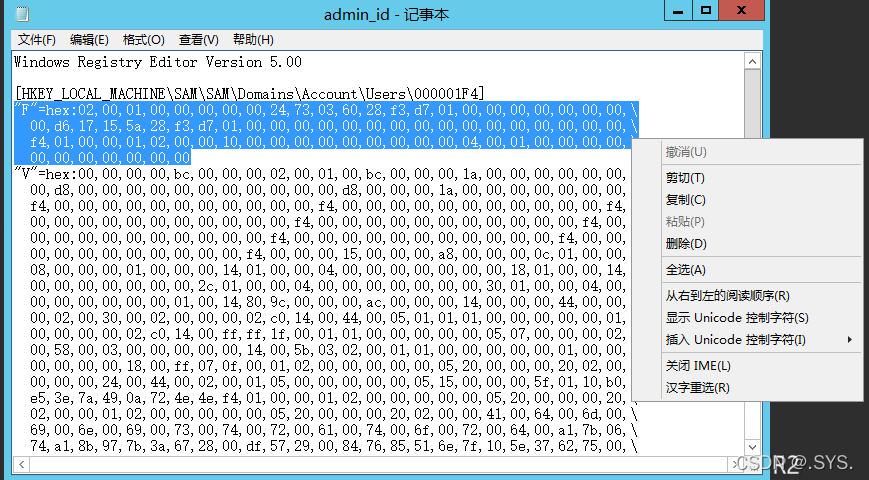 admin_id - 记事本
文件(F) 编辑(E) 格式(O) 查看(V) 帮助(H)
Windows Registry Editor Version 5.00
[HKEY_LOCAL_MACHINE\SAM\SAM\Domains\Account\Users\000001F4]
"F"=hex:02,00,01,00,00,00,00,00,24,73,03,60,28,f3,d7,01,00,00,00,00,00,00,00,\
00,d6,17,15,5a,28,f3,d7,01,00,00,00,00,00,00,00,00,00,00,00,00,00,00,00,00,\
f4,01,00,00,01,02,00,00,10,00,00,00,00,00,00,00,00,00,04,00,01,00,00,00,00,
00,00,00,00,00,00,00
"V"=hex:00,00,00,00,bc,00,00,00,02,00,01,00,bc,00,00,00,1a,00,00,00,00,00,00,
00,d8,00,00,00,00,00,00,00,00,00,00,00,d8,00,00,00,1a,00,00,00,00,00,00,00,
f4,00,00,00,00,00,00,00,00,00,00,00,f4,00,00,00,00,00,00,00,00,00,00,00,f4,
00,00,00,00,00,00,00,00,00,00,00,f4,00,00,00,00,00,00,00,00,00,00,00,f4,00,
00,00,00,00,00,00,00,00,00,00,f4,00,00,00,00,00,00,00,00,00,00,00,f4,00,00,
00,00,00,00,00,00,00,00,00,f4,00,00,00,15,00,00,00,a8,00,00,00,0c,01,00,00,
08,00,00,00,01,00,00,00,14,01,00,00,04,00,00,00,00,00,00,00,18,01,00,00,14,
00,00,00,00,00,00,00,2c,01,00,00,04,00,00,00,00,00,00,00,30,01,00,00,04,00,
00,00,00,00,00,00,01,00,14,80,9c,00,00,00,ac,00,00,00,14,00,00,00,44,00,00,
00,02,00,30,00,02,00,00,00,02,c0,14,00,44,00,05,01,01,01,00,00,00,00,00,01,
00,00,00,00,02,c0,14,00,ff,ff,1f,00,01,01,00,00,00,00,00,05,07,00,00,00,02,
00,58,00,03,00,00,00,00,00,14,00,5b,03,02,00,01,01,00,00,00,00,00,01,00,00,
00,00,00,00,18,00,ff,07,0f,00,01,02,00,00,00,00,00,05,20,00,00,00,20,02,00,
00,00,00,24,00,44,00,02,00,01,05,00,00,00,00,00,05,15,00,00,00,5f,01,10,b0,
e5,3e,7a,49,0a,72,4e,4e,f4,01,00,00,01,02,00,00,00,00,00,05,20,00,00,00,20,
02,00,00,01,02,00,00,00,00,00,05,20,00,00,00,20,02,00,00,41,00,64,00,6d,00,\
69,00,6e,00,69,00,73,00,74,00,72,00,61,00,74,00,6f,00,72,00,64,00,a1,7b,06,\
74,a1,8b,97,7b,3a,67,28,00,df,57,29,00,84,76,85,51,6e,7f,10,5e,37,62,75,00,\
撤消(U)
剪切(T)
复制(C)
粘贴(P)
删除(D)
全选(A)
从右到左的阅读顺序(R)
显示 Unicode 控制字符(S)
插入 Unicode 控制字符(I)
关闭 IME(L)
汉字重选(R)
R2
CSDN @.SYS.